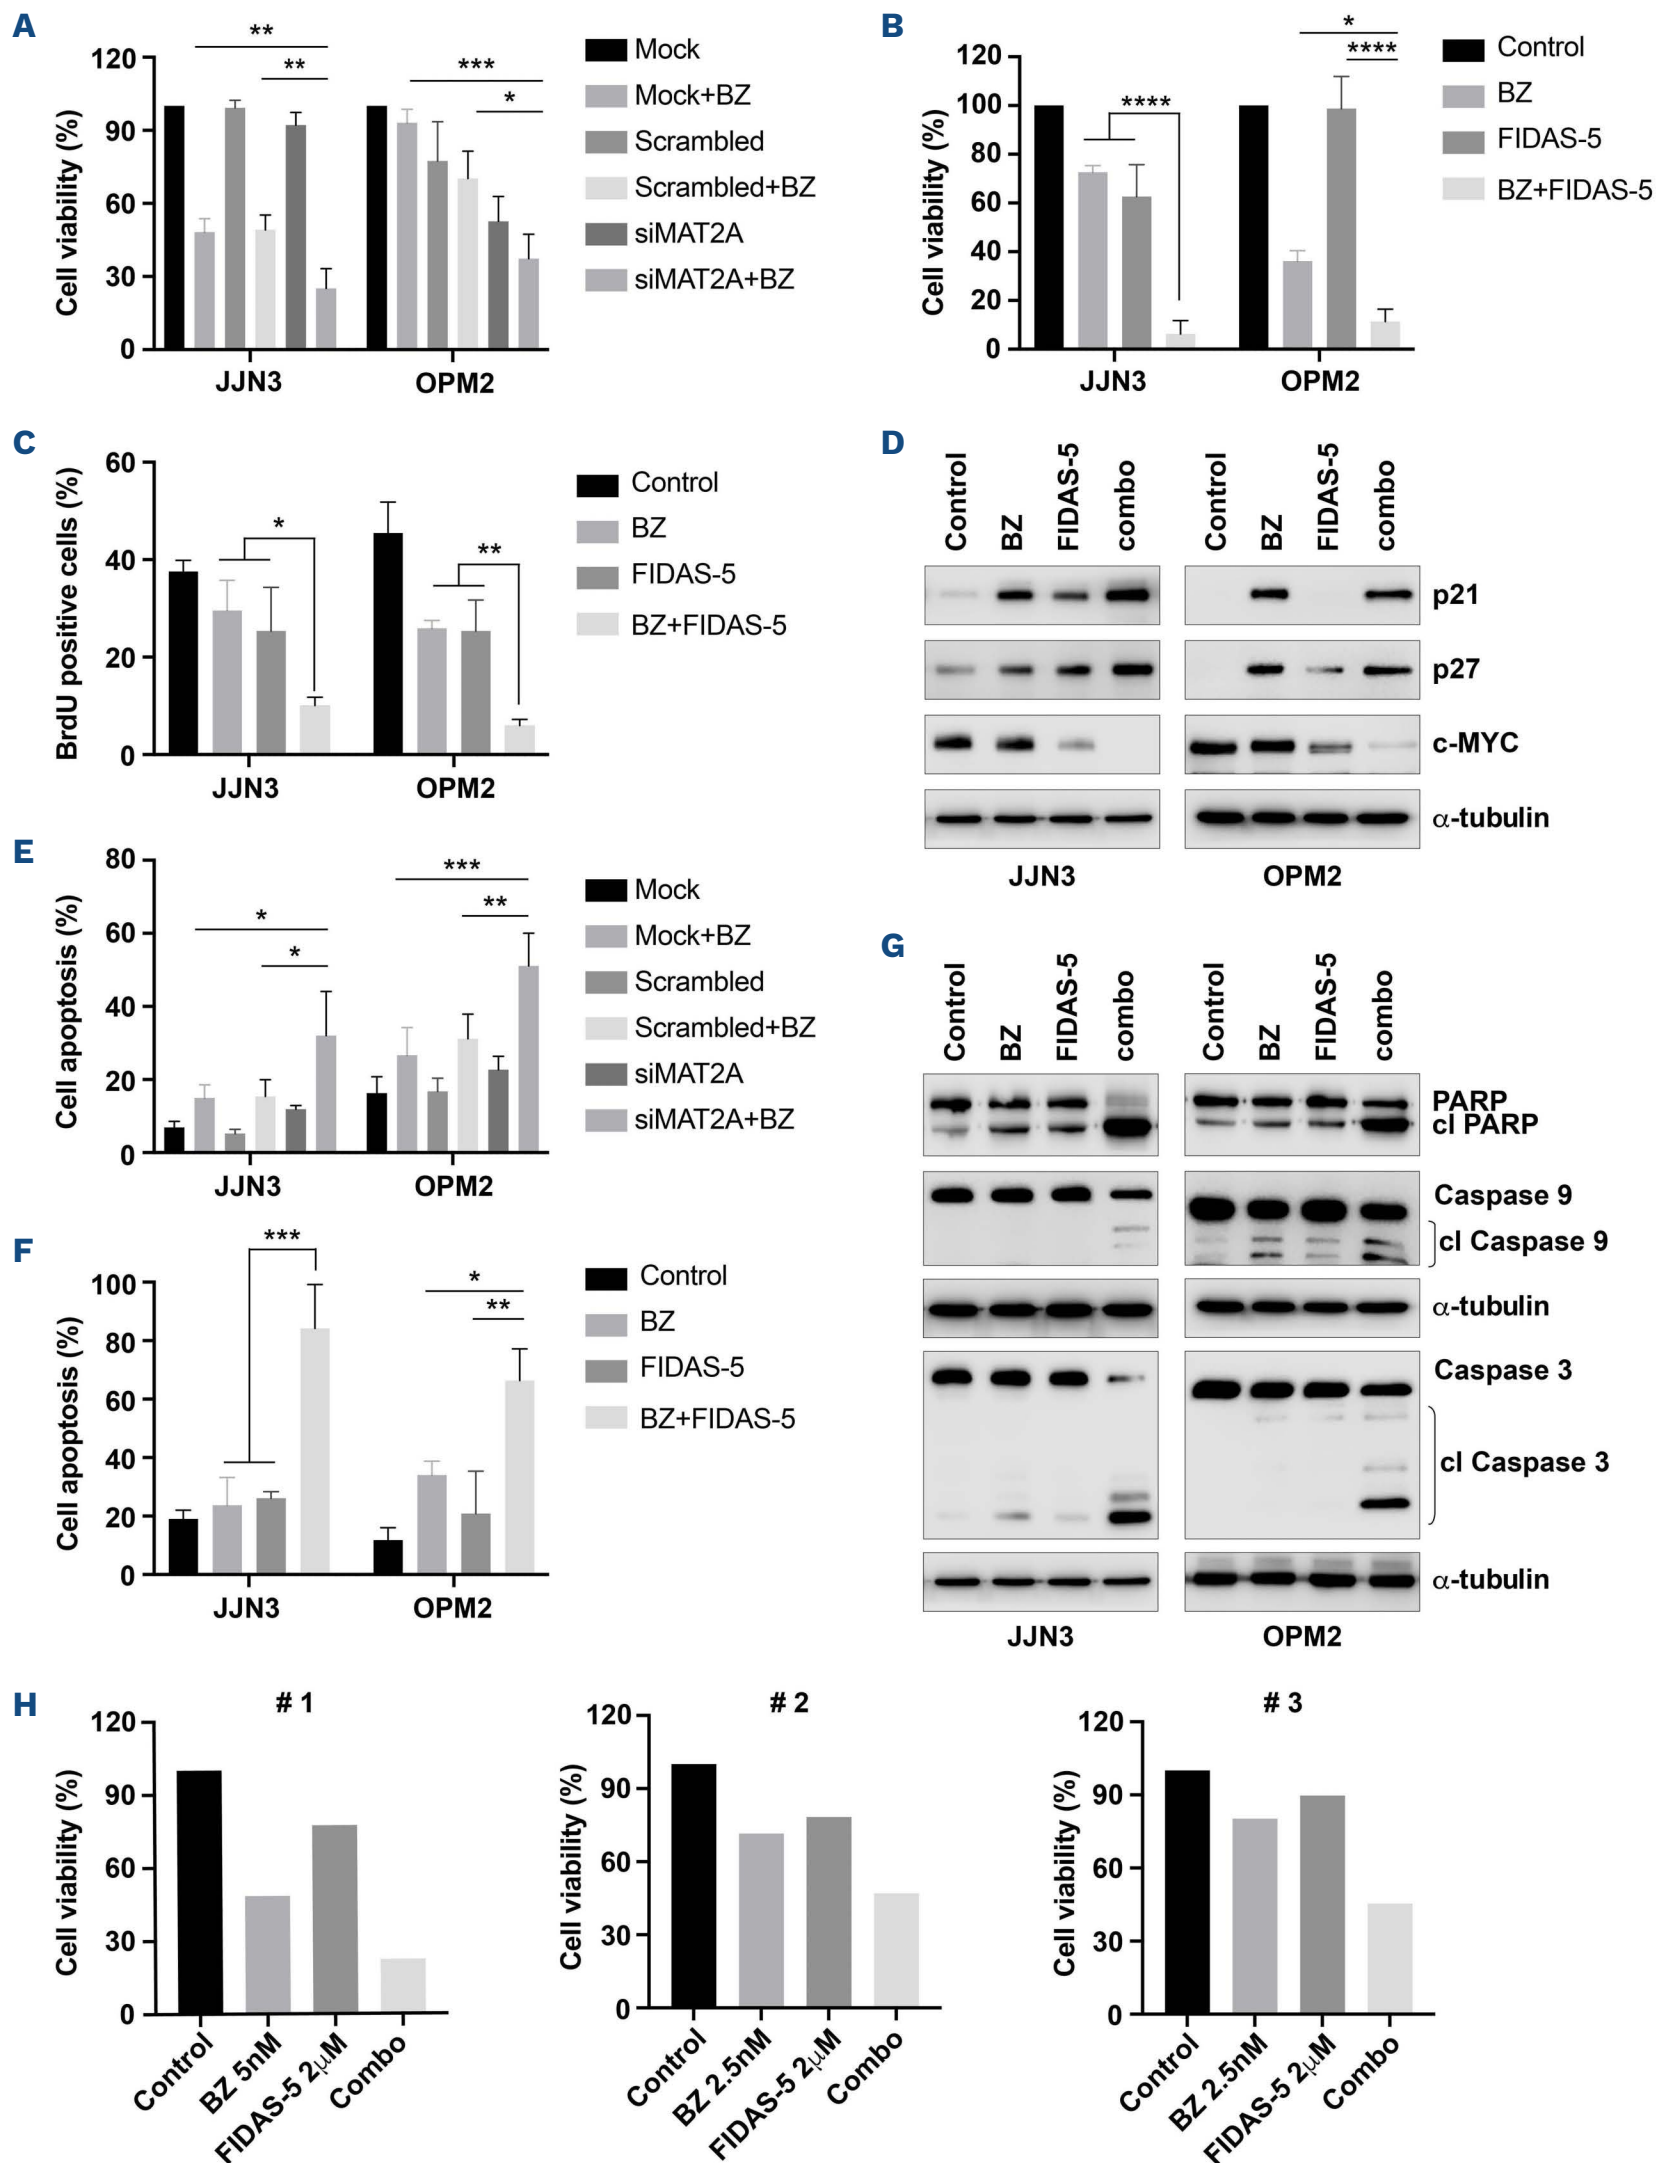 A
Cell viability (%)
120
90
60
30
0
**
**
***
*
JJN3
OPM2
Mock
Mock+BZ
Scrambled
Scrambled+BZ
siMAT2A
siMAT2A+BZ
B
Cell viability (%)
120
100
80
60
40
20
0
****
*
****
JJN3
OPM2
Control
BZ
FIDAS-5
BZ+FIDAS-5
C
BrdU positive cells (%)
60
40
20
0
*
**
JJN3
OPM2
Control
BZ
FIDAS-5
BZ+FIDAS-5
D
Control
BZ
FIDAS-5
combo
Control
BZ
FIDAS-5
combo
p21
p27
c-MYC
α-tubulin
JJN3
OPM2
E
Cell apoptosis (%)
80
60
40
20
0
*
*
***
**
JJN3
OPM2
Mock
Mock+BZ
Scrambled
Scrambled+BZ
siMAT2A
siMAT2A+BZ
F
Cell apoptosis (%)
100
80
60
40
20
0
***
*
**
JJN3
OPM2
Control
BZ
FIDAS-5
BZ+FIDAS-5
G
Control
BZ
FIDAS-5
combo
Control
BZ
FIDAS-5
combo
PARP
cl PARP
Caspase 9
cl Caspase 9
α-tubulin
Caspase 3
cl Caspase 3
α-tubulin
JJN3
OPM2
H
# 1
Cell viability (%)
120
90
60
30
0
Control
BZ 5nM
FIDAS-5 2µM
Combo
# 2
Cell viability (%)
120
90
60
30
0
Control
BZ 2.5nM
FIDAS-5 2µM
Combo
# 3
Cell viability (%)
120
90
60
30
0
Control
BZ 2.5nM
FIDAS-5 2µM
Combo